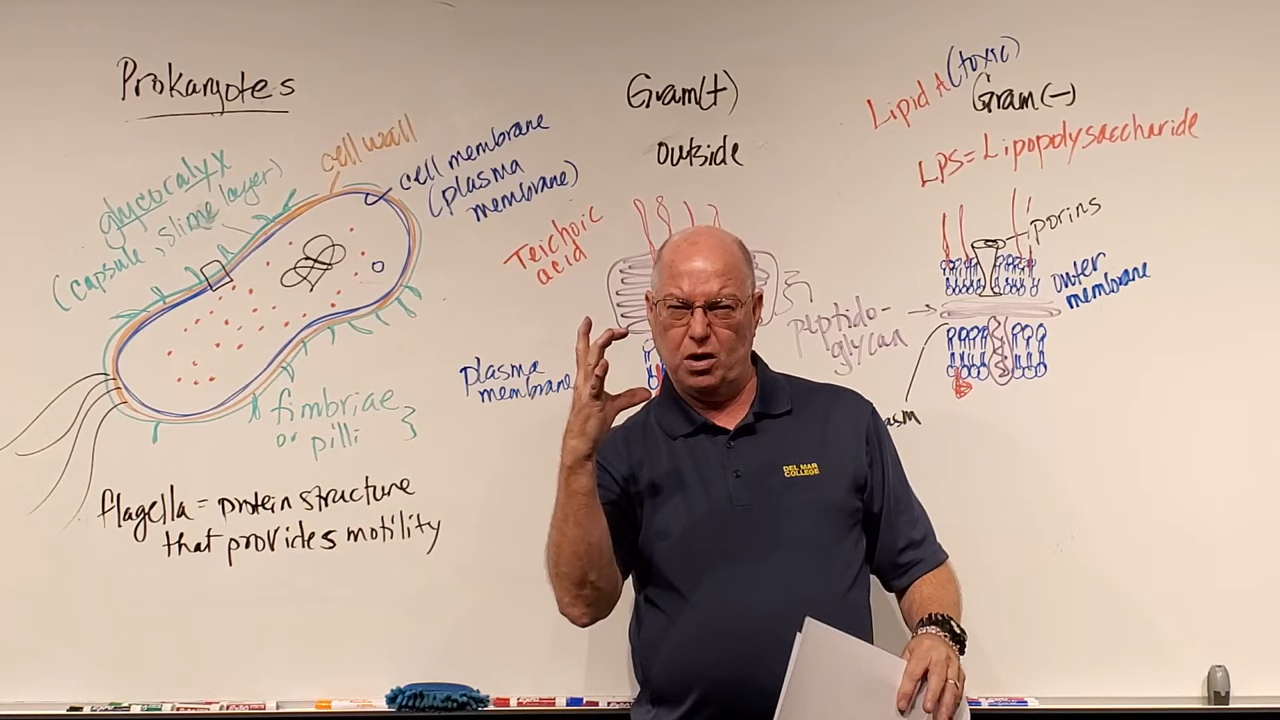 Prokaryotes
glycocalyx
(capsule, slime layer)
cell wall
cell membrane
(plasma
membrane)
fimbriae
or pilli
flagella = protein structure
that provides motility
Gram(+)
Outside
Teichoic
acid
plasma
membrane
peptido-
glycan
Lipid A (toxic)
Gram(-)
LPS = Lipopolysaccharide
porins
outer
membrane
asm
DEL MAR
COLLEGE